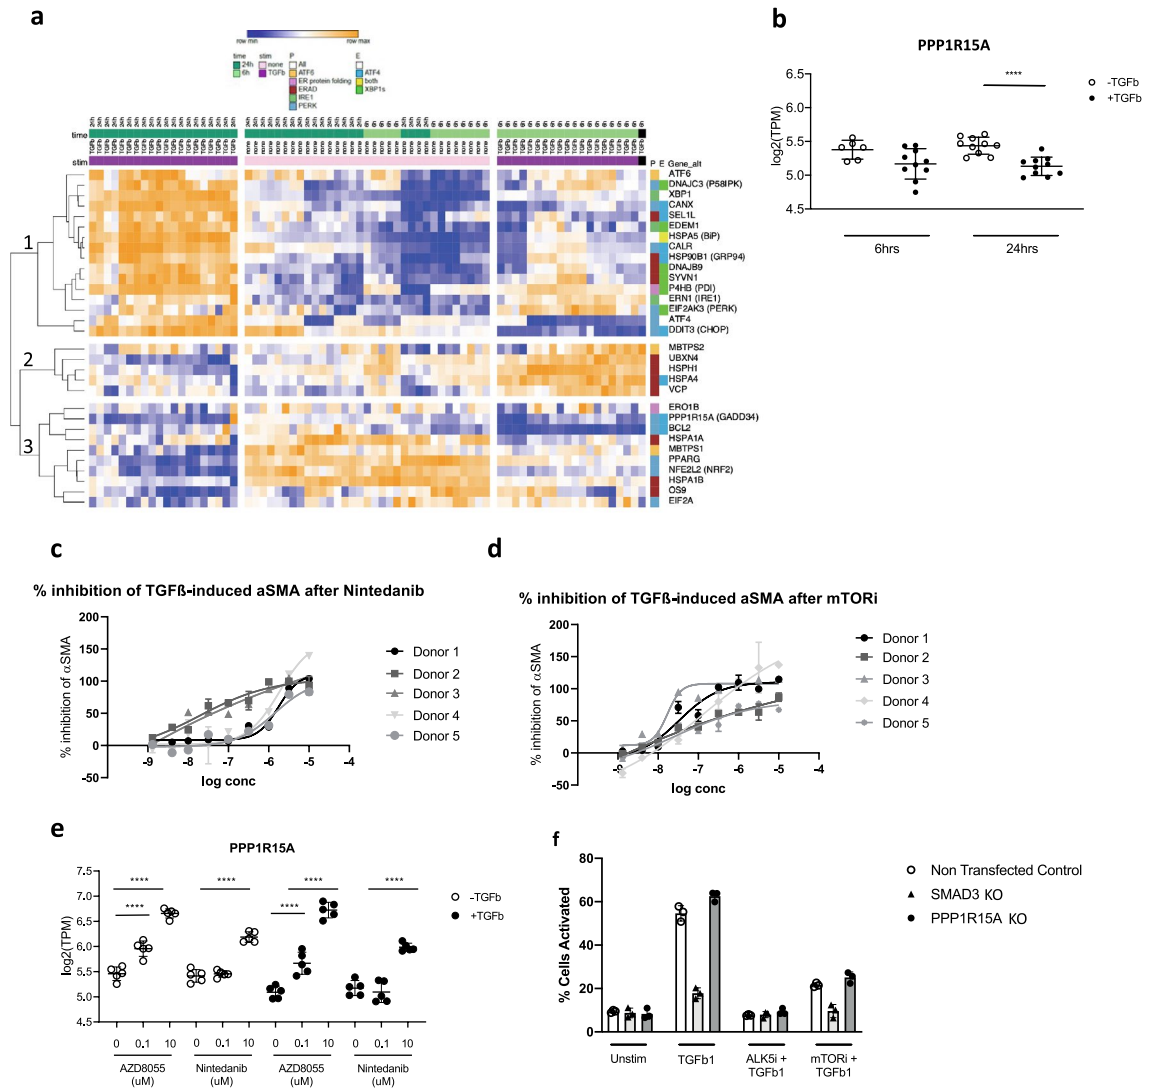 a
row min row max
time stim P E
24h none All
6h TGFb ATF6 ATF4
ER protein folding both
ERAD XBP1s
IRE1
PERK
time
stim
P E Gene_alt
ATF6
DNAJC3 (P58IPK)
XBP1
CANX
SEL1L
EDEM1
HSPA5 (BiP)
CALR
HSP90B1 (GRP94)
DNAJB9
SYVN1
P4HB (PDI)
ERN1 (IRE1)
EIF2AK3 (PERK)
ATF4
DDIT3 (CHOP)
MBTPS2
UBXN4
HSPH1
HSPA4
VCP
ERO1B
PPP1R15A (GADD34)
BCL2
HSPA1A
MBTPS1
PPARG
NFE2L2 (NRF2)
HSPA1B
OS9
EIF2A
1
2
3
b
PPP1R15A
6.5
6.0
5.5
5.0
4.5
log2(TPM)
****
-TGFb
+TGFb
6hrs 24hrs
c
% inhibition of TGFß-induced aSMA after Nintedanib
200
150
100
50
0
-50
% inhibition of αSMA
-9 -8 -7 -6 -5 -4
log conc
Donor 1
Donor 2
Donor 3
Donor 4
Donor 5
d
% inhibition of TGFß-induced aSMA after mTORi
200
150
100
50
0
-50
% inhibition of αSMA
-9 -8 -7 -6 -5 -4
log conc
Donor 1
Donor 2
Donor 3
Donor 4
Donor 5
e
PPP1R15A
7.5
7.0
6.5
6.0
5.5
5.0
4.5
log2(TPM)
**** **** **** ****
**** ****
-TGFb
+TGFb
0 0.1 10 0 0.1 10 0 0.1 10 0 0.1 10
AZD8055 Nintedanib AZD8055 Nintedanib
(uM) (uM) (uM) (uM)
f
80
60
40
20
0
% Cells Activated
Non Transfected Control
SMAD3 KO
PPP1R15A KO
Unstim TGFb1 ALK5i + mTORi +
TGFb1 TGFb1